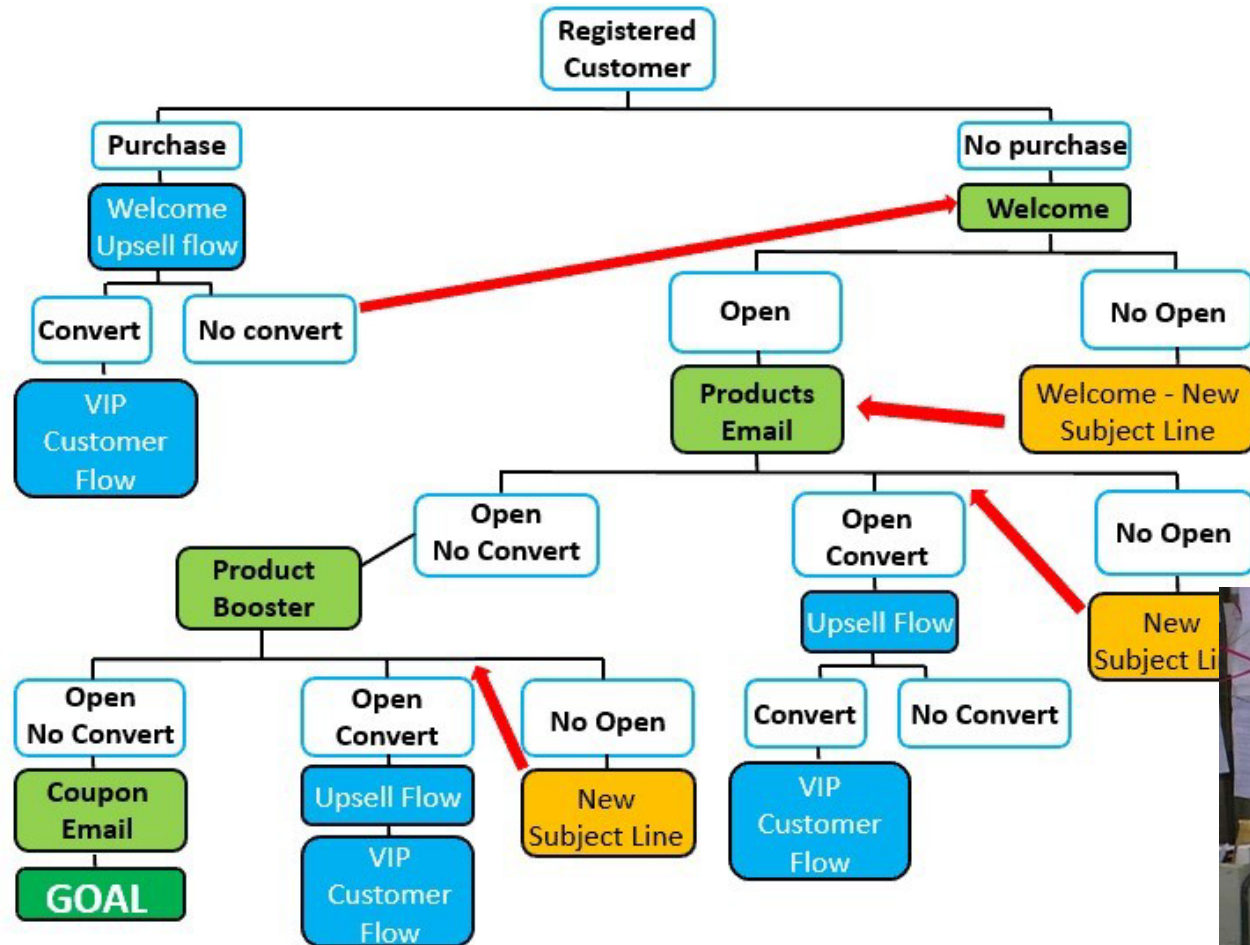 Registered
Customer
Purchase
No purchase
Welcome
Upsell flow
Welcome
Convert
No convert
Open
No Open
VIP
Customer
Flow
Products
Email
Welcome - New
Subject Line
Open
No Convert
Open
Convert
No Open
Product
Booster
Upsell Flow
New
Subject Li
Open
No Convert
Open
Convert
No Open
Convert
No Convert
Coupon
Email
Upsell Flow
New
Subject Line
VIP
Customer
Flow
GOAL
VIP
Customer
Flow